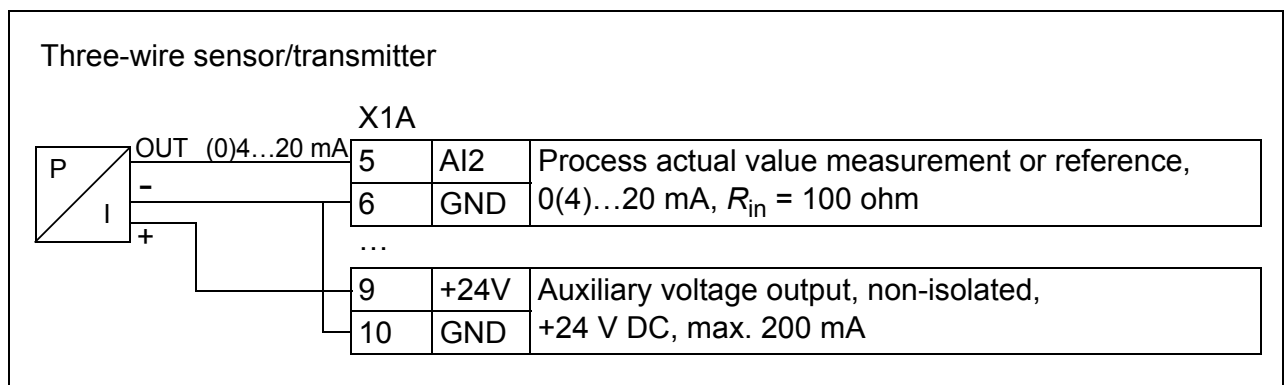 Three-wire sensor/transmitter
X1A
P
I
OUT (0)4…20 mA
-
+
5 AI2 Process actual value measurement or reference,
6 GND 0(4)…20 mA, Rin = 100 ohm
…
9 +24V Auxiliary voltage output, non-isolated,
10 GND +24 V DC, max. 200 mA